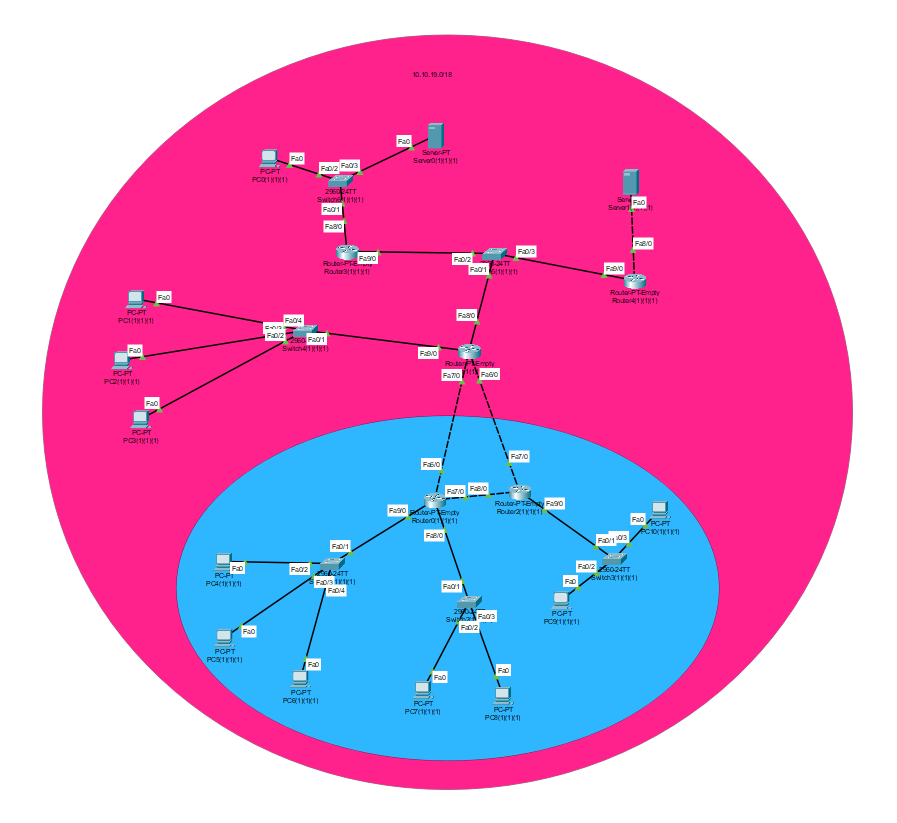 10.10.19.0/18
Fa0
Server-PT
Server0(1)(1)(1)
Fa0
PC-PT
PC0(1)(1)(1)
Fa0/2
Fa0/3
Fa0/1
Fa8/0
Fa9/0
Router3(1)(1)(1)
Fa0
Fa8/0
Fa9/0
Router-PT-Empty
Router4(1)(1)(1)
Fa0/2
Fa0/1
Fa0/3
Fa8/0
Fa9/0
Fa7/0
Fa6/0
Fa0
PC-PT
PC1(1)(1)(1)
Fa0
PC-PT
PC2(1)(1)(1)
Fa0
PC-PT
PC3(1)(1)(1)
Fa0/4
Fa0/2
Fa0/1
Switch4(1)(1)(1)
Fa6/0
Fa7/0
Fa8/0
Fa7/0
Fa9/0
Fa8/0
Router-PT-Empty
Router0(1)(1)(1)
Router2(1)(1)(1)
Fa9/0
Fa0
PC-PT
PC10(1)(1)(1)
Fa0/1
Fa0/2
2960-24TT
Switch3(1)(1)(1)
Fa0
PC-PT
PC9(1)(1)(1)
Fa0/1
Fa0/2
Fa0/3
Fa0/4
Fa0
PC4(1)(1)(1)
Fa0
PC-PT
PC5(1)(1)(1)
Fa0
PC-PT
PC6(1)(1)(1)
Fa0/1
Fa0/3
Fa0/2
Fa0
PC-PT
PC7(1)(1)(1)
Fa0
PC-PT
PC8(1)(1)(1)